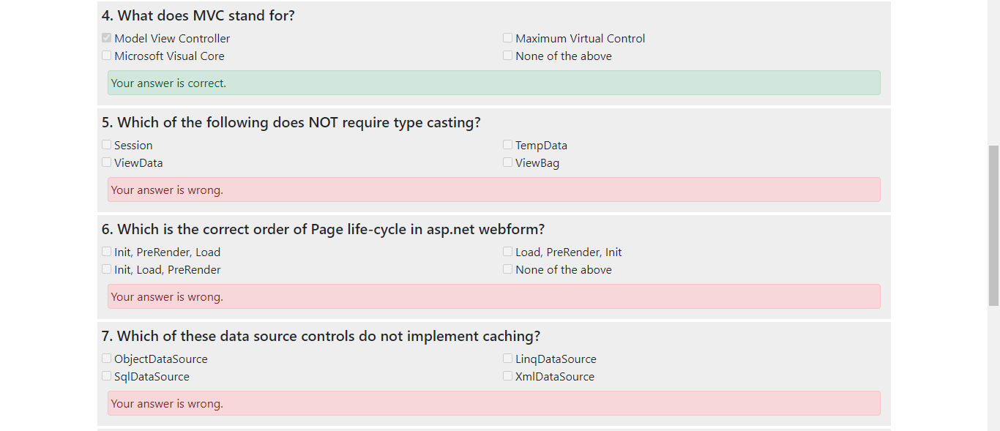 4. What does MVC stand for?
Model View Controller
Maximum Virtual Control
Microsoft Visual Core
None of the above
Your answer is correct.
5. Which of the following does NOT require type casting?
Session
TempData
ViewData
ViewBag
Your answer is wrong.
6. Which is the correct order of Page life-cycle in asp.net webform?
Init, PreRender, Load
Load, PreRender, Init
Init, Load, PreRender
None of the above
Your answer is wrong.
7. Which of these data source controls do not implement caching?
ObjectDataSource
LinqDataSource
SqlDataSource
XmlDataSource
Your answer is wrong.